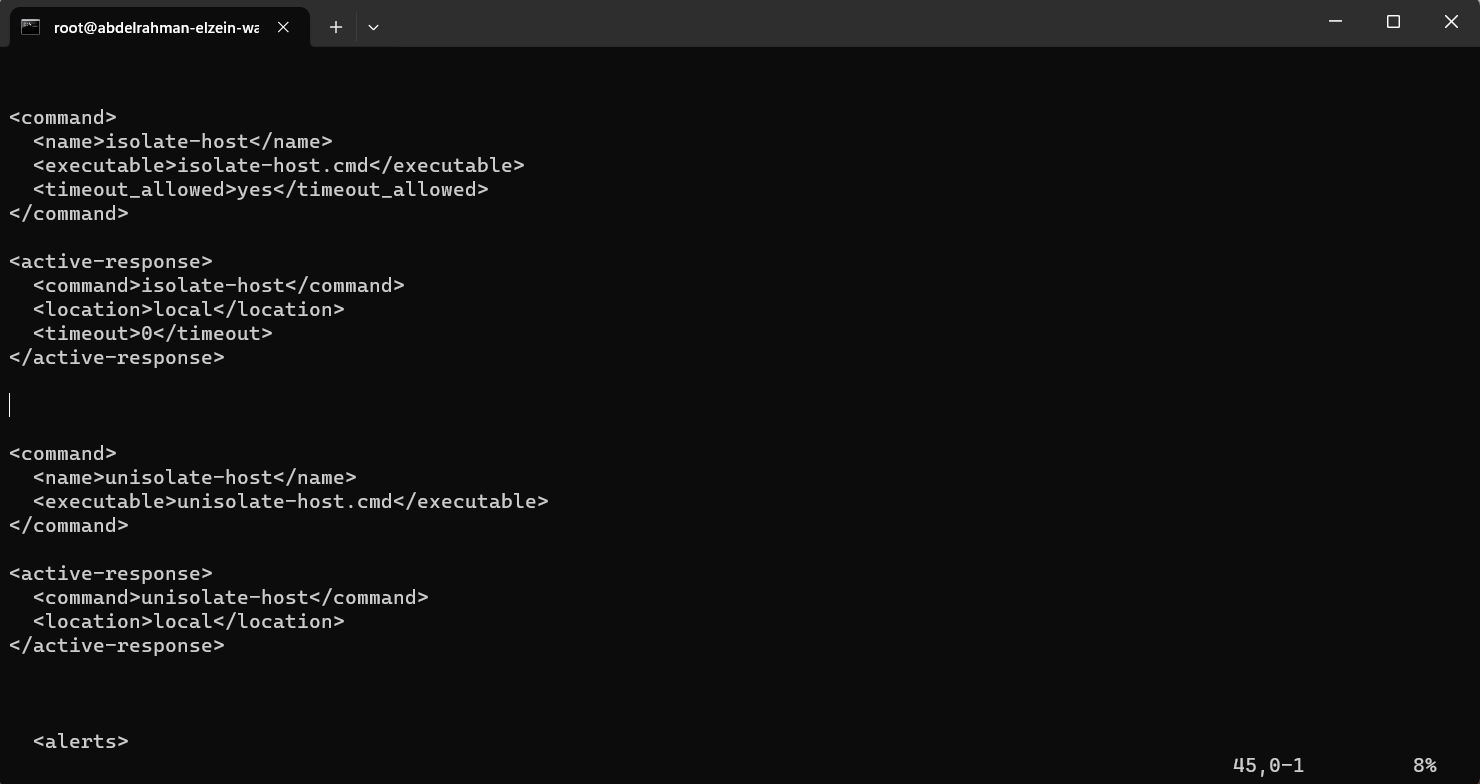 root@abdelrahman-elzein-wa
<command>
  <name>isolate-host</name>
  <executable>isolate-host.cmd</executable>
  <timeout_allowed>yes</timeout_allowed>
</command>
<active-response>
  <command>isolate-host</command>
  <location>local</location>
  <timeout>0</timeout>
</active-response>
<command>
  <name>unisolate-host</name>
  <executable>unisolate-host.cmd</executable>
</command>
<active-response>
  <command>unisolate-host</command>
  <location>local</location>
</active-response>
  <alerts>
45,0-1 8%